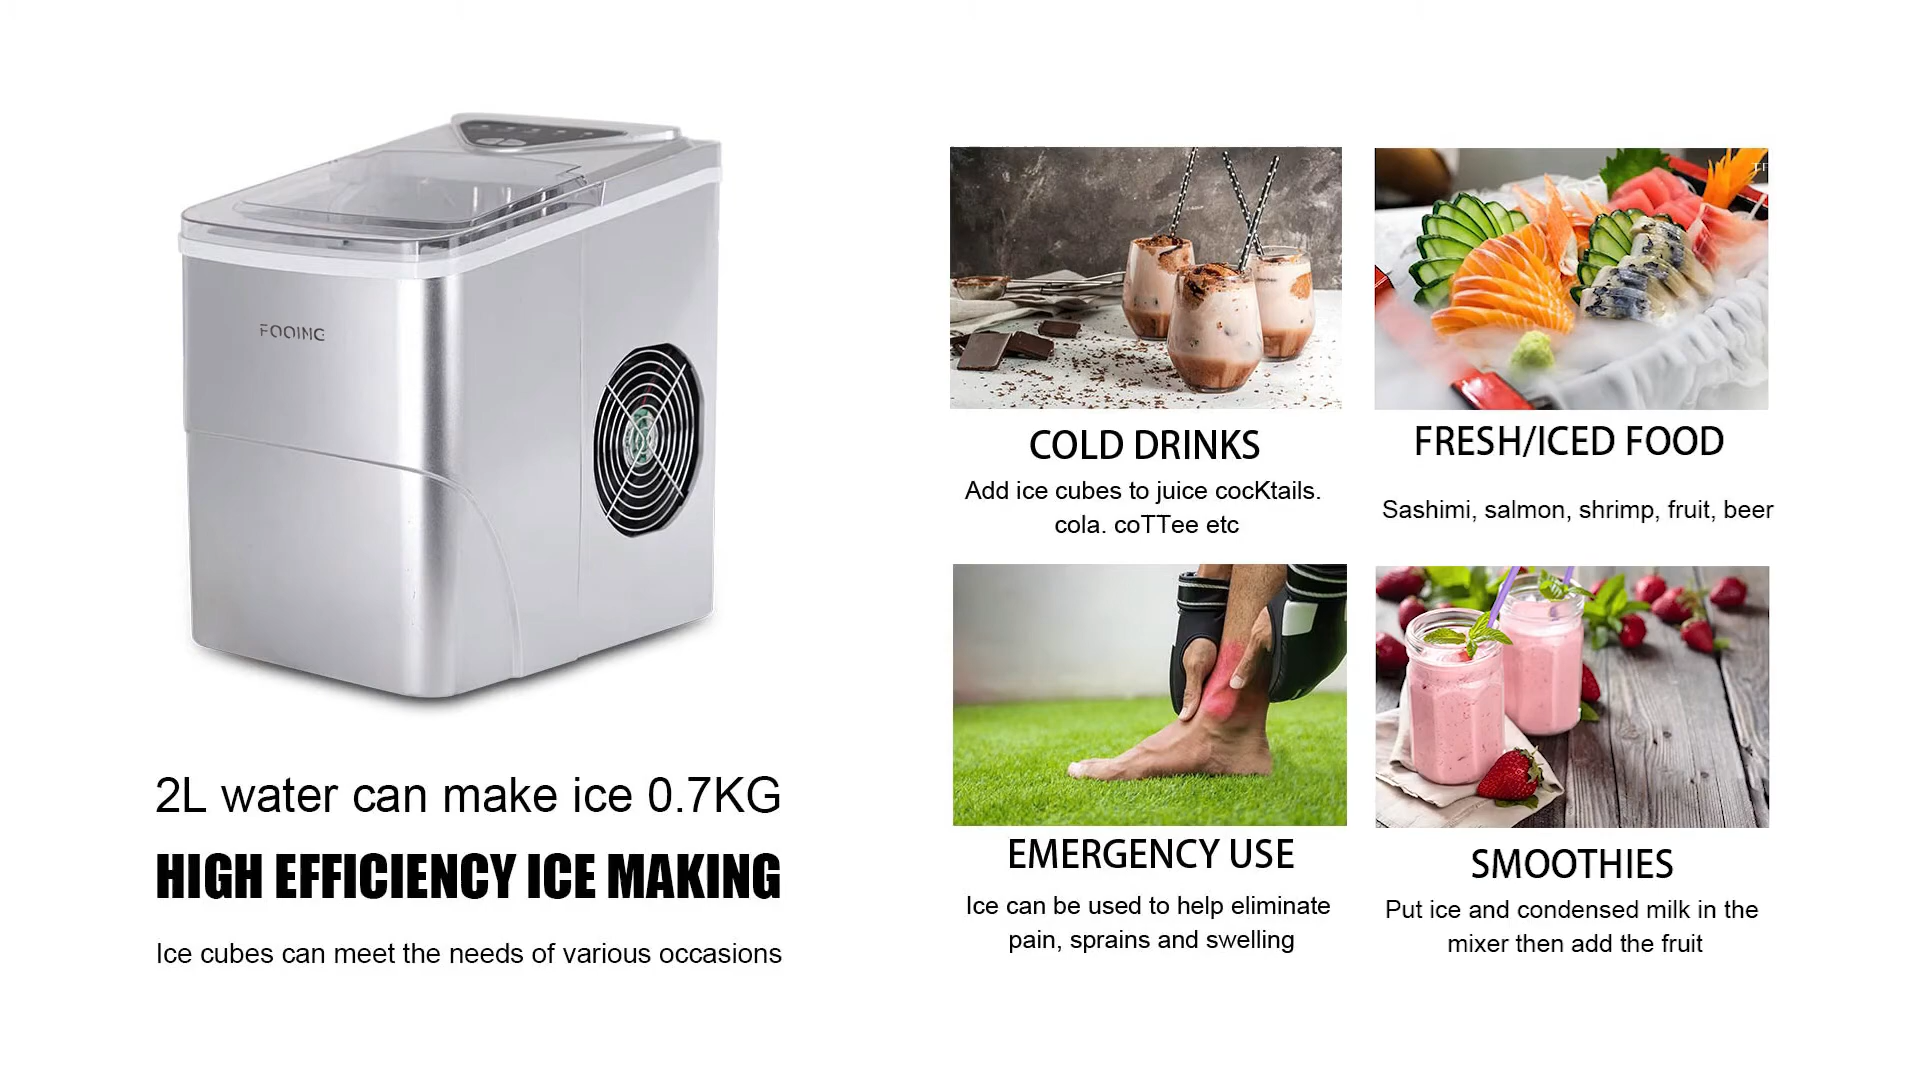 FOOING
2L water can make ice 0.7KG
HIGH EFFICIENCY ICE MAKING
Ice cubes can meet the needs of various occasions
COLD DRINKS
Add ice cubes to juice cocKtails.
cola. coTTee etc
FRESH/ICED FOOD
Sashimi, salmon, shrimp, fruit, beer
EMERGENCY USE
Ice can be used to help eliminate
pain, sprains and swelling
SMOOTHIES
Put ice and condensed milk in the
mixer then add the fruit